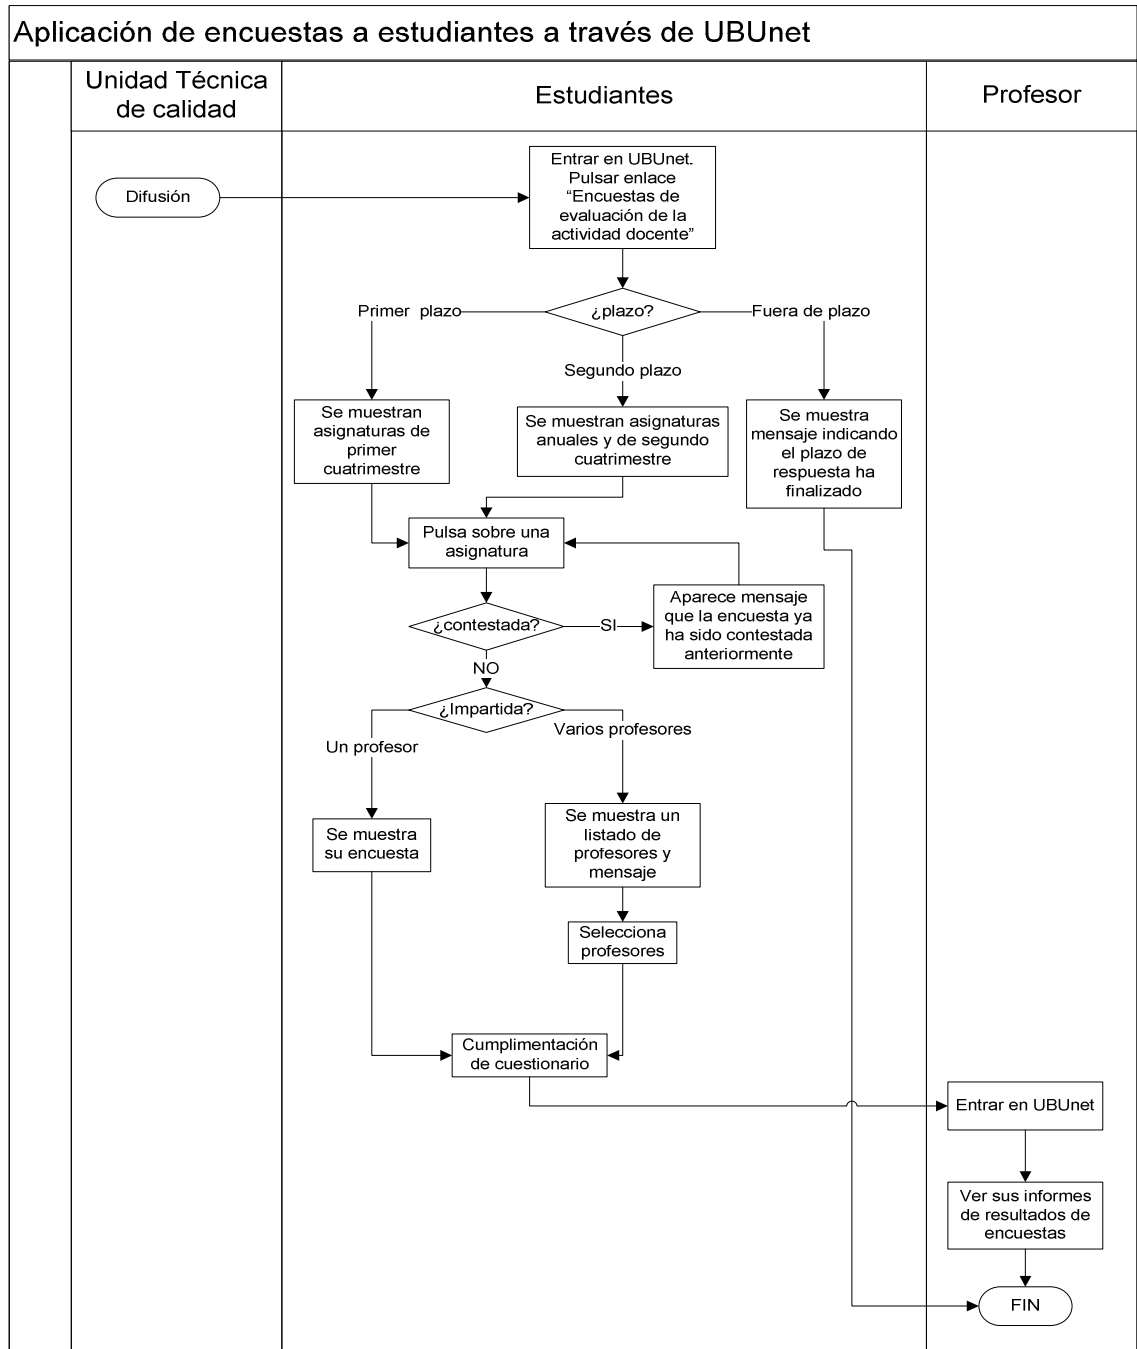 Aplicación de encuestas a estudiantes a través de UBUnet
Unidad Técnica
de calidad
Estudiantes
Profesor
Difusión
Entrar en UBUnet.
Pulsar enlace
“Encuestas de
evaluación de la
actividad docente”
¿plazo?
Primer plazo
Fuera de plazo
Segundo plazo
Se muestran
asignaturas de
primer
cuatrimestre
Se muestran asignaturas
anuales y de segundo
cuatrimestre
Se muestra
mensaje indicando
el plazo de
respuesta ha
finalizado
Pulsa sobre una
asignatura
¿contestada?
SI
Aparece mensaje
que la encuesta ya
ha sido contestada
anteriormente
NO
¿Impartida?
Un profesor
Varios profesores
Se muestra
su encuesta
Se muestra un
listado de
profesores y
mensaje
Selecciona
profesores
Cumplimentación
de cuestionario
Entrar en UBUnet
Ver sus informes
de resultados de
encuestas
FIN